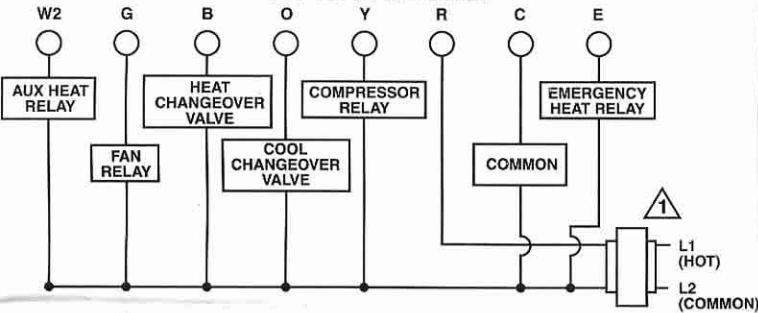 W2 G B O Y R C E
AUX HEAT
RELAY
FAN
RELAY
HEAT
CHANGEOVER
VALVE
COOL
CHANGEOVER
VALVE
COMPRESSOR
RELAY
COMMON
EMERGENCY
HEAT RELAY
1
L1
(HOT)
L2
(COMMON)